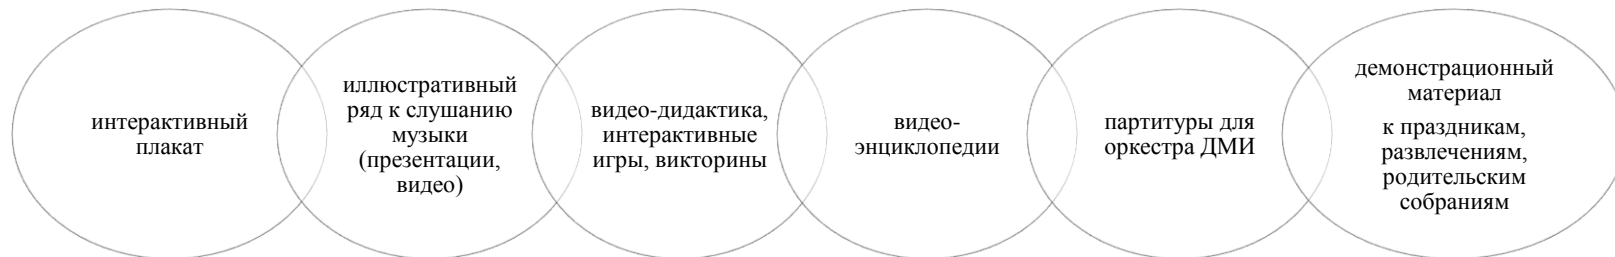 интерактивный
плакат
иллюстративный
ряд к слушанию
музыки
(презентации,
видео)
видео-дидактика,
интерактивные
игры, викторины
видео-
энциклопедии
партитуры для
оркестра ДМИ
демонстрационный
материал
к праздникам,
развлечениям,
родительским
собраниям